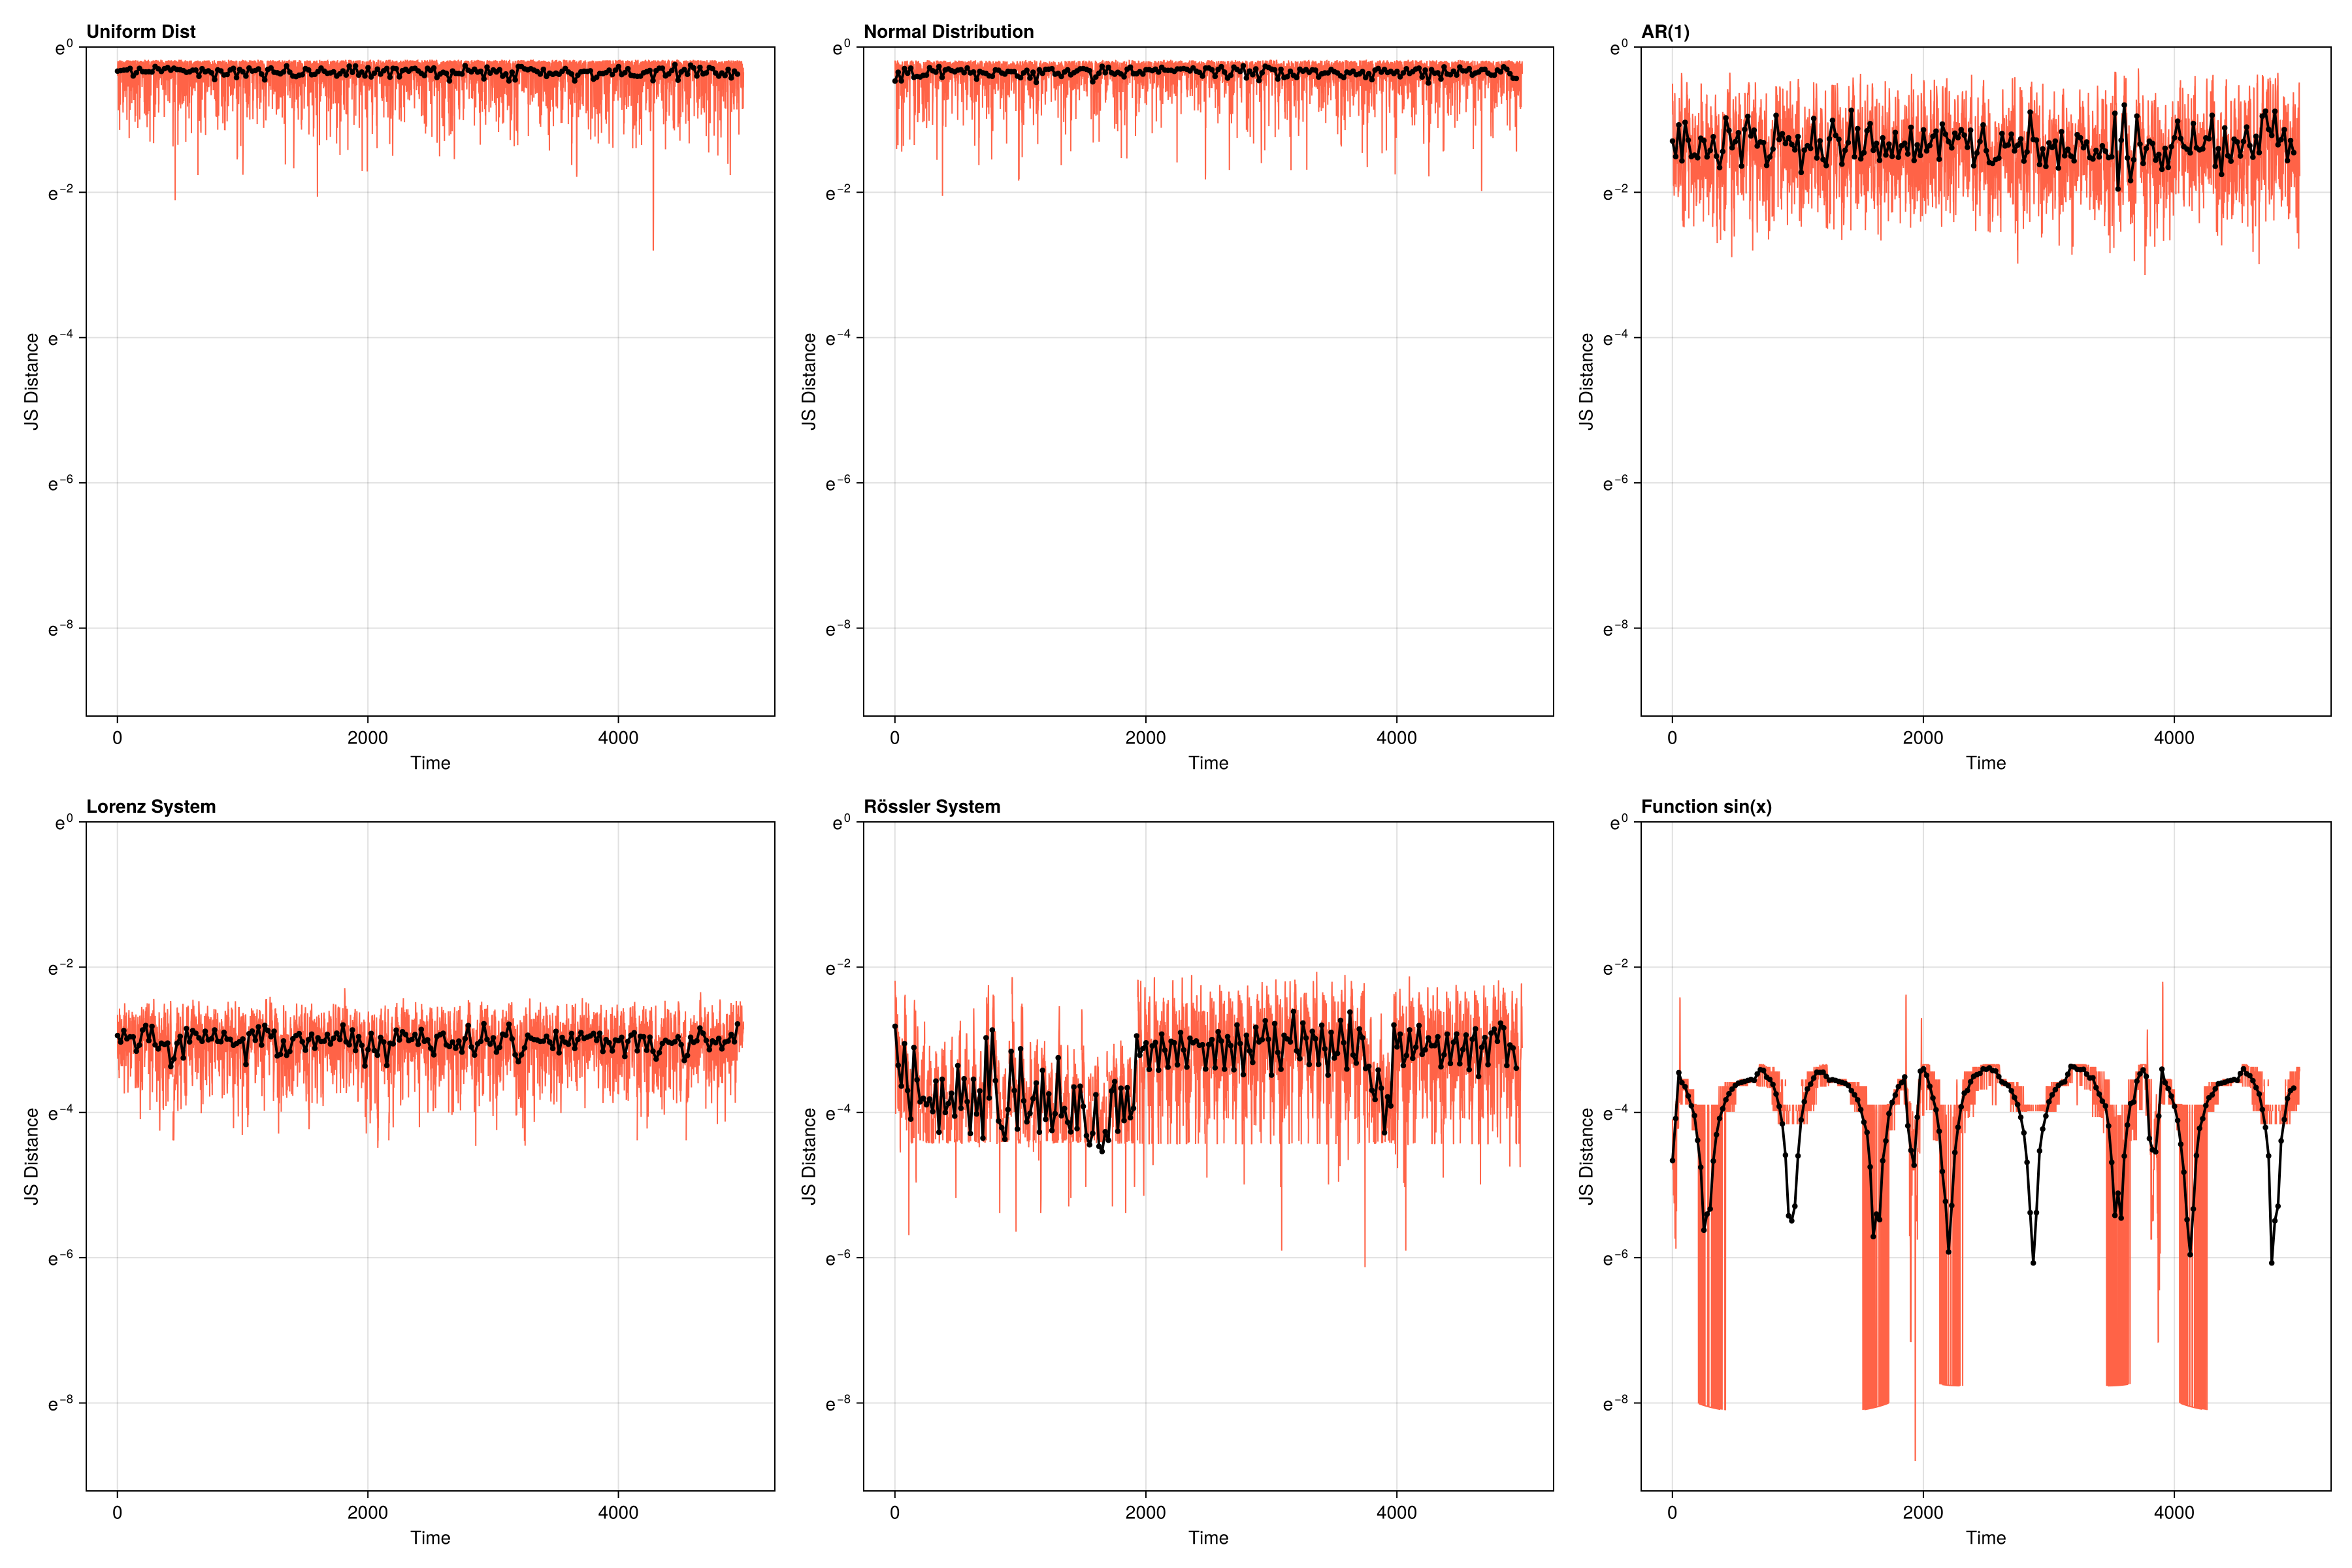 Uniform Dist
e⁰
e⁻²
e⁻⁴
e⁻⁶
e⁻⁸
JS Distance
0 2000 4000
Time
Normal Distribution
e⁰
e⁻²
e⁻⁴
e⁻⁶
e⁻⁸
JS Distance
0 2000 4000
Time
AR(1)
e⁰
e⁻²
e⁻⁴
e⁻⁶
e⁻⁸
JS Distance
0 2000 4000
Time
Lorenz System
e⁰
e⁻²
e⁻⁴
e⁻⁶
e⁻⁸
JS Distance
0 2000 4000
Time
Rössler System
e⁰
e⁻²
e⁻⁴
e⁻⁶
e⁻⁸
JS Distance
0 2000 4000
Time
Function sin(x)
e⁰
e⁻²
e⁻⁴
e⁻⁶
e⁻⁸
JS Distance
0 2000 4000
Time